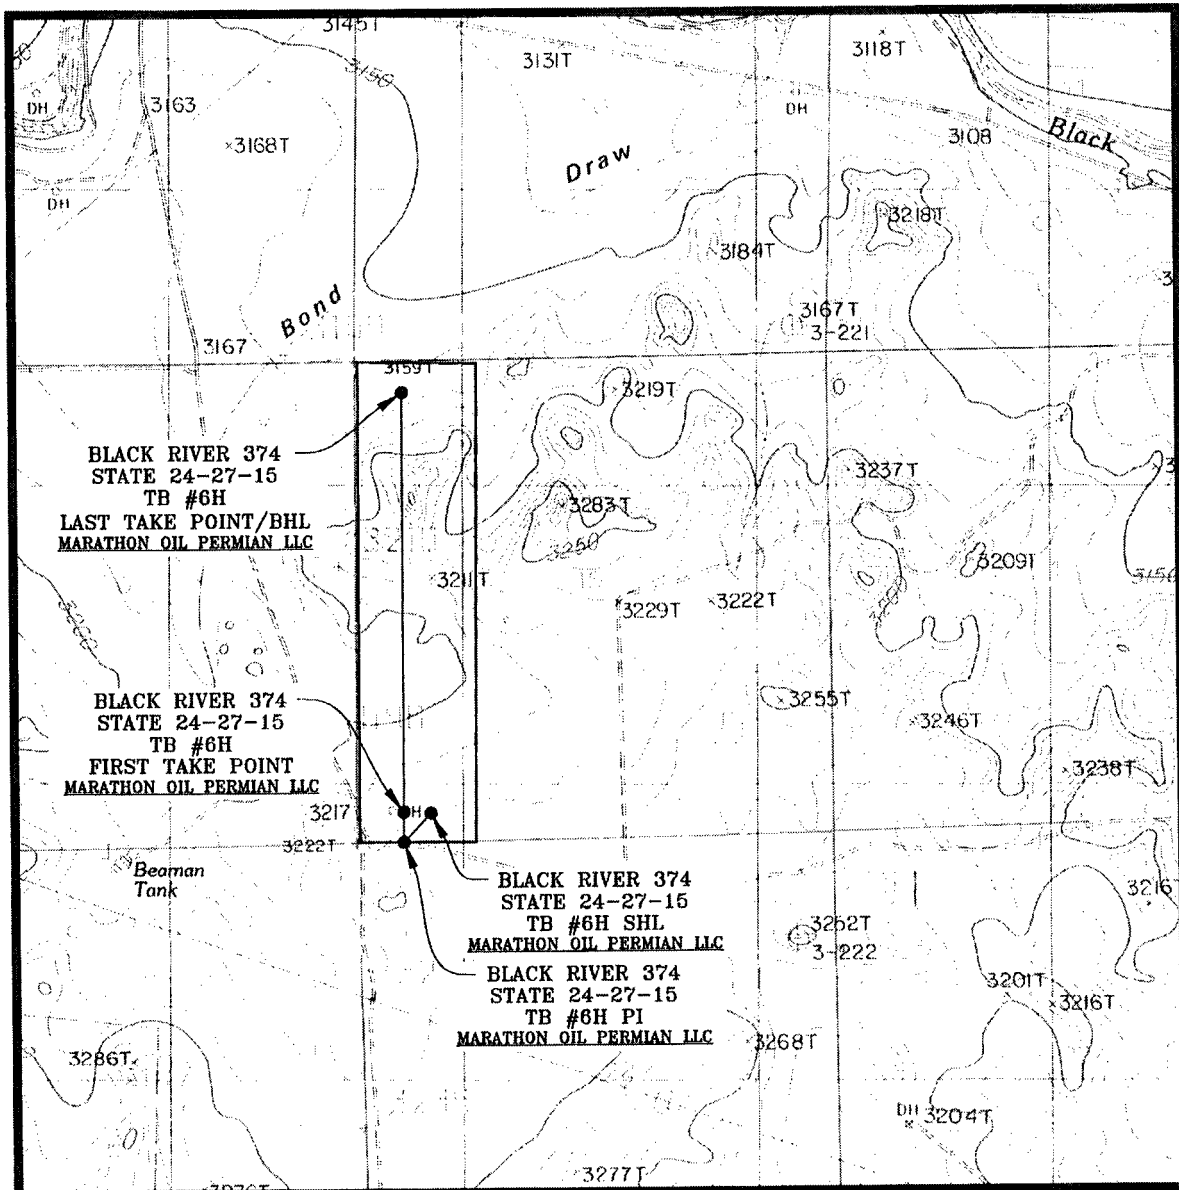 3145T
3150
3131T
3118T
DH
3163
DH
3108
Black
×3168T
Draw
DH
3218T
3184T
Bond
3167T
3-221
3167
3159T
3219T
BLACK RIVER 374
STATE 24-27-15
TB #6H
LAST TAKE POINT/BHL
MARATHON OIL PERMIAN LLC
3237T
3283T
3250
3211T
3209T
3150
3200
3200
3229T
3222T
BLACK RIVER 374
STATE 24-27-15
TB #6H
FIRST TAKE POINT
MARATHON OIL PERMIAN LLC
3255T
3246T
3238T
3217
H
3222T
Beaman
Tank
BLACK RIVER 374
STATE 24-27-15
TB #6H SHL
MARATHON OIL PERMIAN LLC
3216T
3262T
3-222
BLACK RIVER 374
STATE 24-27-15
TB #6H PI
MARATHON OIL PERMIAN LLC
3201T
3216T
3286T
3268T
DH
3204T
3277T